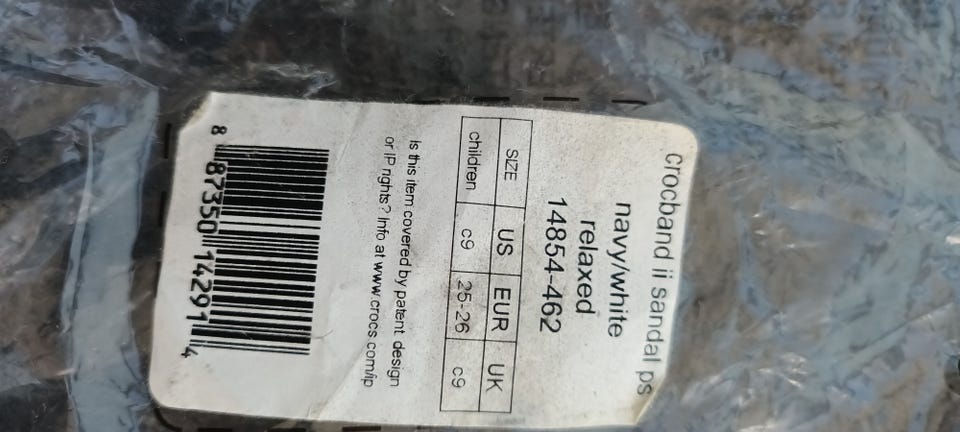 crocband ii sandal ps
navy/white
relaxed
14854-462
SIZE US EUR UK
children c9 25-26 c9
Is this item covered by patent, design
or IP rights? Info at www.crocs.com/ip
8 87350 14291 4